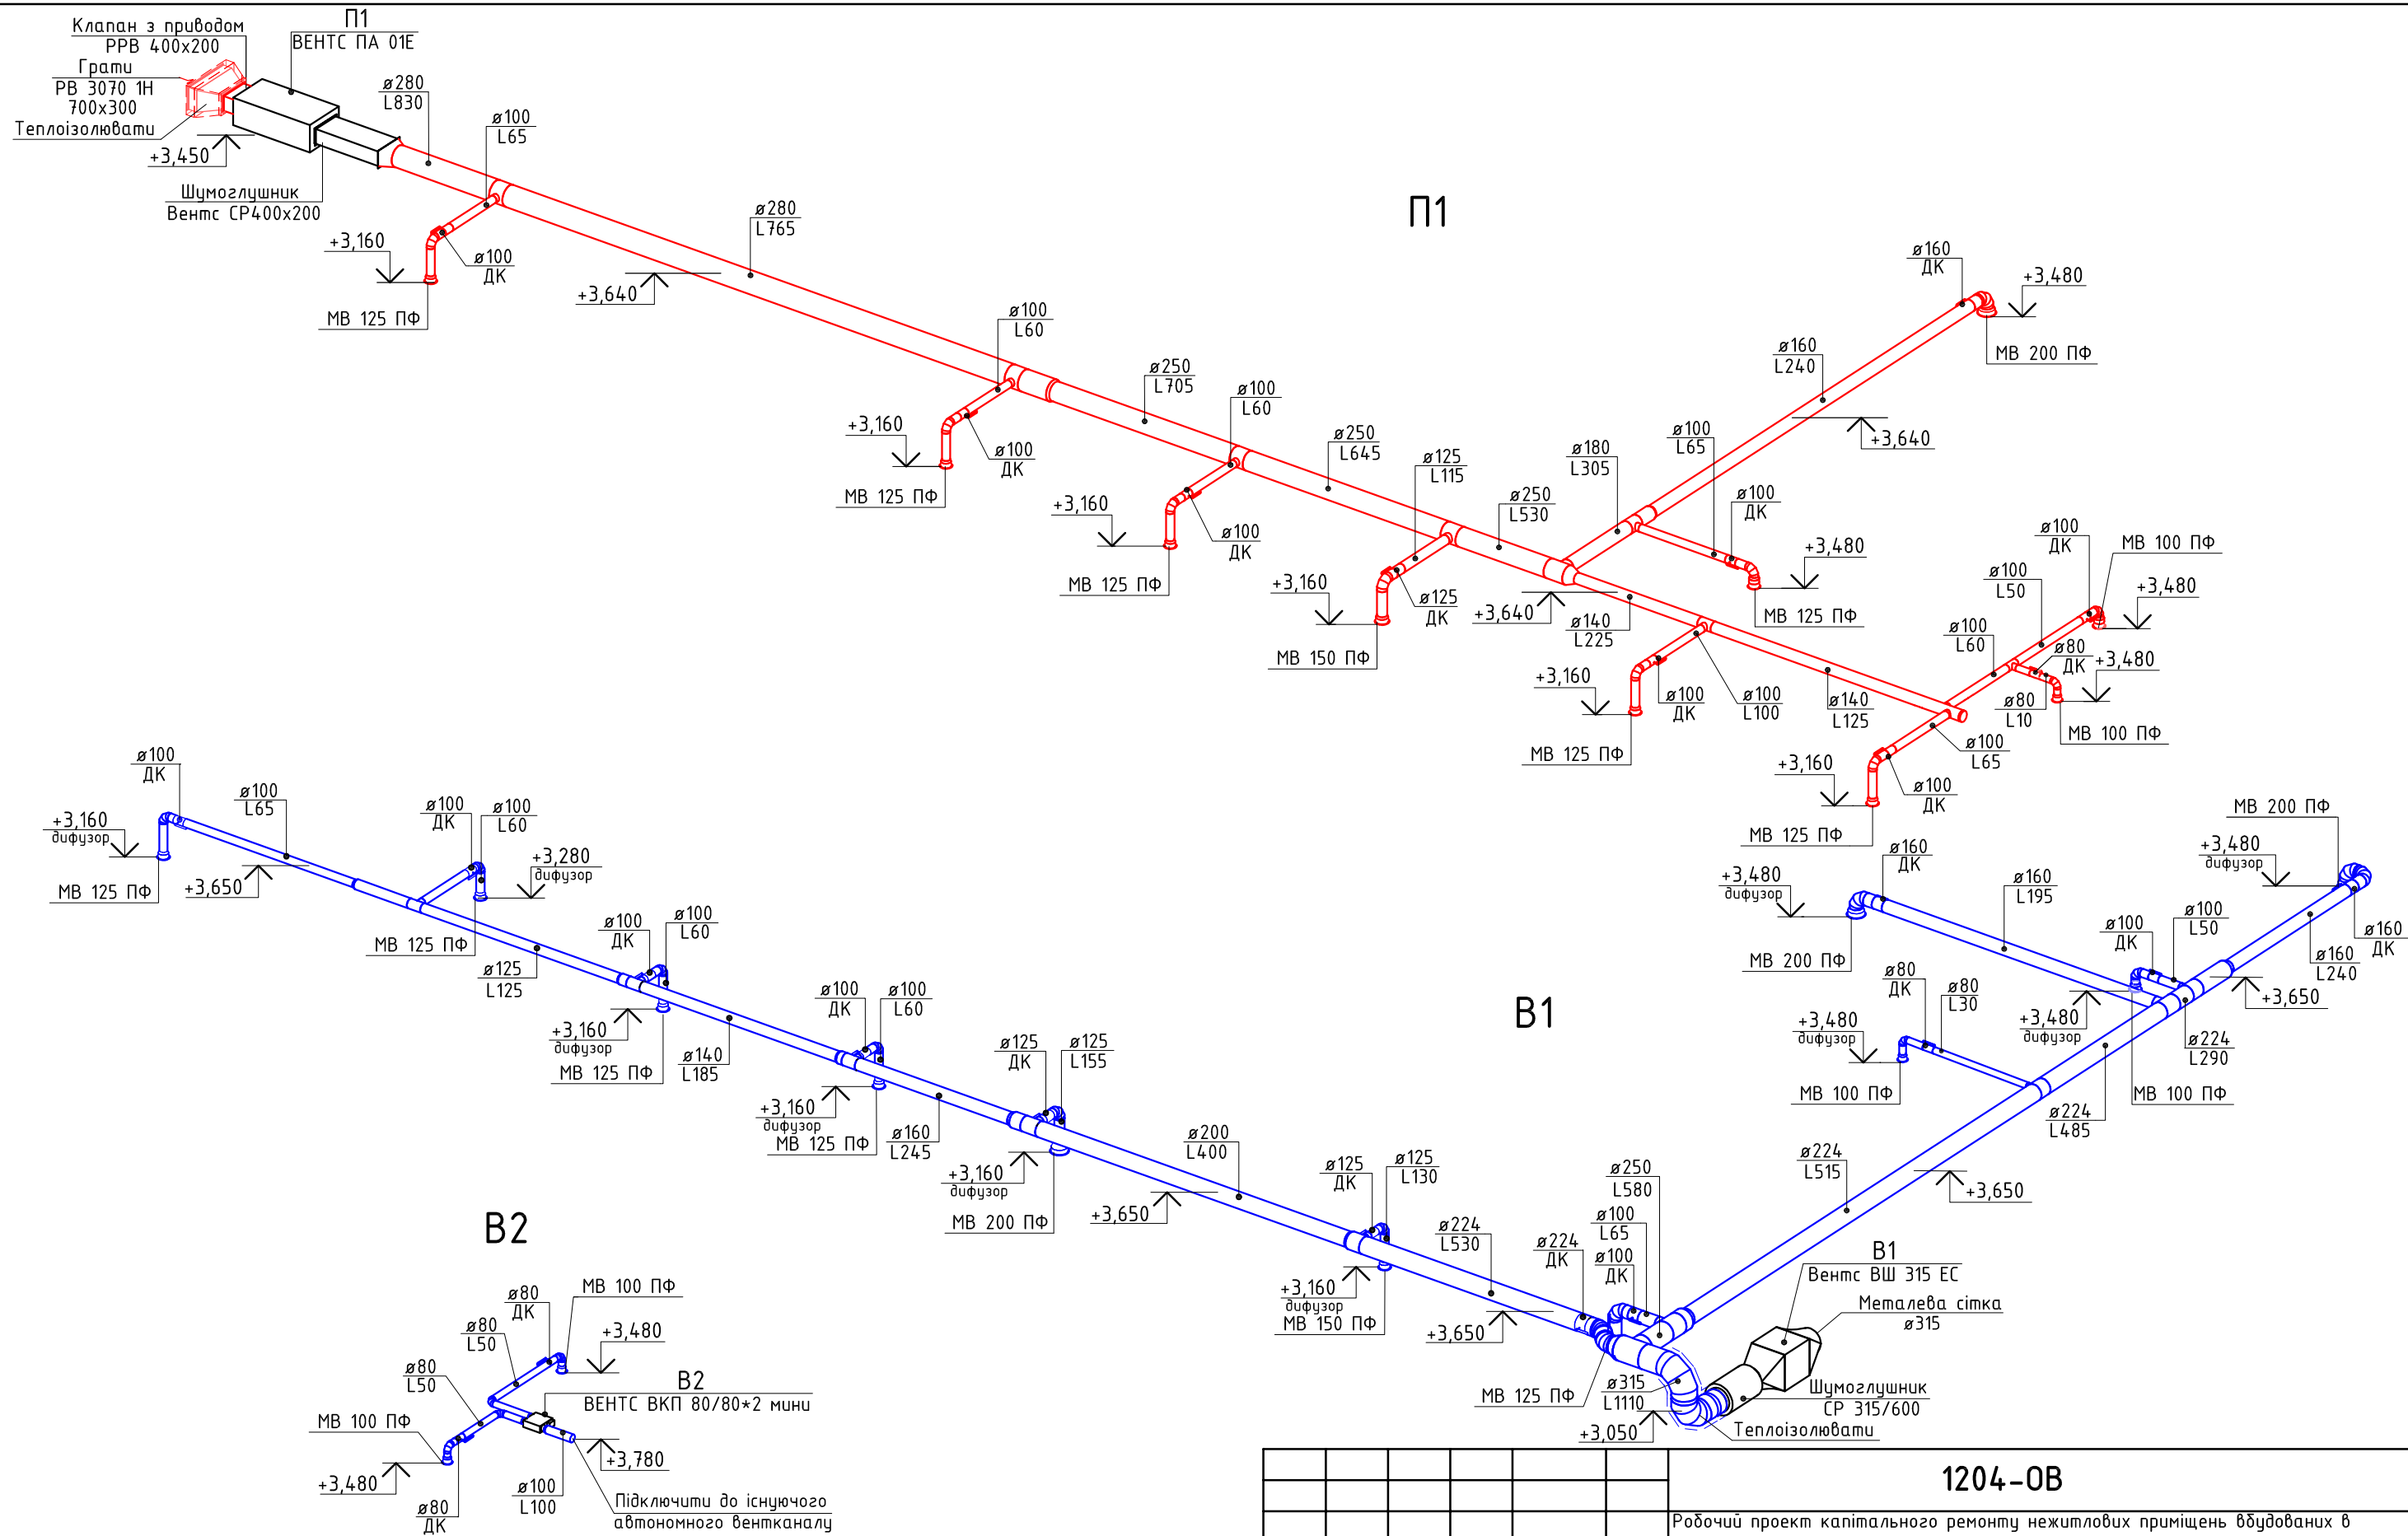 Клапан з приводом
РРВ 400х200
Грати
РВ 3070 1Н
700х300
Теплоізолювати
+3,450
П1
ВЕНТС ПА 01Е
Шумоглушник
Вентс СР400х200
ø280
L830
ø100
L65
+3,160
ø100
ДК
МВ 125 ПФ
ø280
L765
+3,640
П1
ø100
L60
+3,160
ø100
ДК
МВ 125 ПФ
ø250
L705
ø100
L60
+3,160
ø100
ДК
МВ 125 ПФ
ø250
L645
ø125
L115
+3,160
ø125
ДК
МВ 150 ПФ
ø250
L530
+3,640
ø180
L305
ø160
L240
ø160
ДК
+3,480
МВ 200 ПФ
+3,640
ø100
L65
ø100
ДК
+3,480
МВ 125 ПФ
ø140
L225
+3,160
ø100
ДК
ø100
L100
МВ 125 ПФ
ø140
L125
ø100
L60
ø100
L50
ø100
ДК
МВ 100 ПФ
+3,480
ø80
ДК
+3,480
ø80
L10
МВ 100 ПФ
ø100
L65
+3,160
ø100
ДК
МВ 125 ПФ
ø100
ДК
+3,160
дифузор
МВ 125 ПФ
ø100
L65
+3,650
ø100
ДК
ø100
L60
+3,280
дифузор
МВ 125 ПФ
ø125
L125
ø100
ДК
ø100
L60
+3,160
дифузор
МВ 125 ПФ
ø140
L185
ø100
ДК
ø100
L60
+3,160
дифузор
МВ 125 ПФ
ø160
L245
ø125
ДК
ø125
L155
+3,160
дифузор
МВ 200 ПФ
ø200
L400
+3,650
ø125
ДК
ø125
L130
+3,160
дифузор
МВ 150 ПФ
ø224
L530
+3,650
ø224
ДК
ø100
L65
ø100
ДК
ø250
L580
МВ 125 ПФ
В1
ø224
L515
+3,650
+3,480
дифузор
ø160
ДК
МВ 200 ПФ
ø160
L195
ø80
ДК
ø80
L30
+3,480
дифузор
МВ 100 ПФ
ø100
ДК
ø100
L50
+3,480
дифузор
МВ 100 ПФ
ø224
L485
ø224
L290
+3,650
МВ 200 ПФ
+3,480
дифузор
ø160
ДК
ø160
L240
В1
Вентс ВШ 315 ЕС
Металева сітка
ø315
Шумоглушник
СР 315/600
Теплоізолювати
ø315
L1110
+3,050
В2
ø80
ДК
МВ 100 ПФ
ø80
L50
+3,480
ø80
L50
В2
ВЕНТС ВКП 80/80*2 мини
МВ 100 ПФ
+3,480
ø80
ДК
ø100
L100
+3,780
Підключити до існуючого
автономного вентканалу
1204-ОВ
Робочий проект капітального ремонту нежитлових приміщень вбудованих в